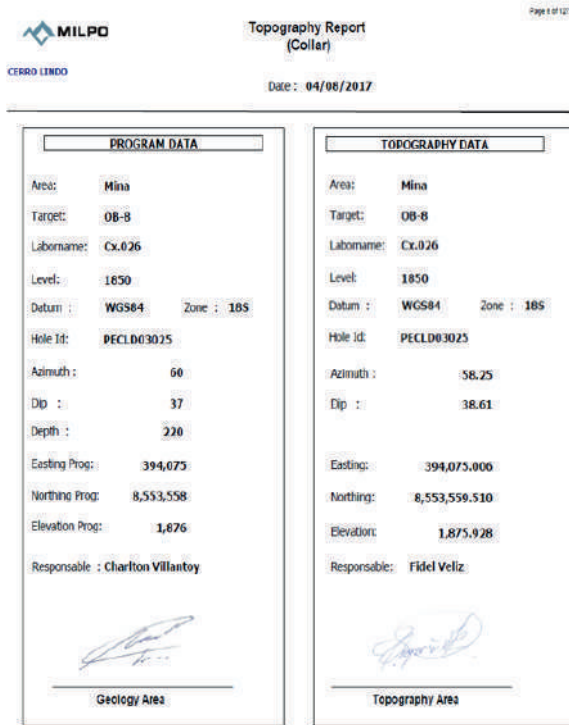 Page 8 of 127
MILPO
Topography Report
(Collar)
CERRO LINDO
Date : 04/08/2017
PROGRAM DATA
Area: Mina
Target: OB-8
Laborname: Cx.026
Level: 1850
Datum : WGS84 Zone : 18S
Hole Id: PECLD03025
Azimuth : 60
Dip : 37
Depth : 220
Easting Prog: 394,075
Northing Prog: 8,553,558
Elevation Prog: 1,876
Responsable : Charlton Villantoy
Geology Area
TOPOGRAPHY DATA
Area: Mina
Target: OB-8
Laborname: Cx.026
Level: 1850
Datum : WGS84 Zone : 18S
Hole Id: PECLD03025
Azimuth : 58.25
Dip : 38.61
Easting: 394,075.006
Northing: 8,553,559.510
Elevation: 1,875.928
Responsable: Fidel Veliz
Topography Area